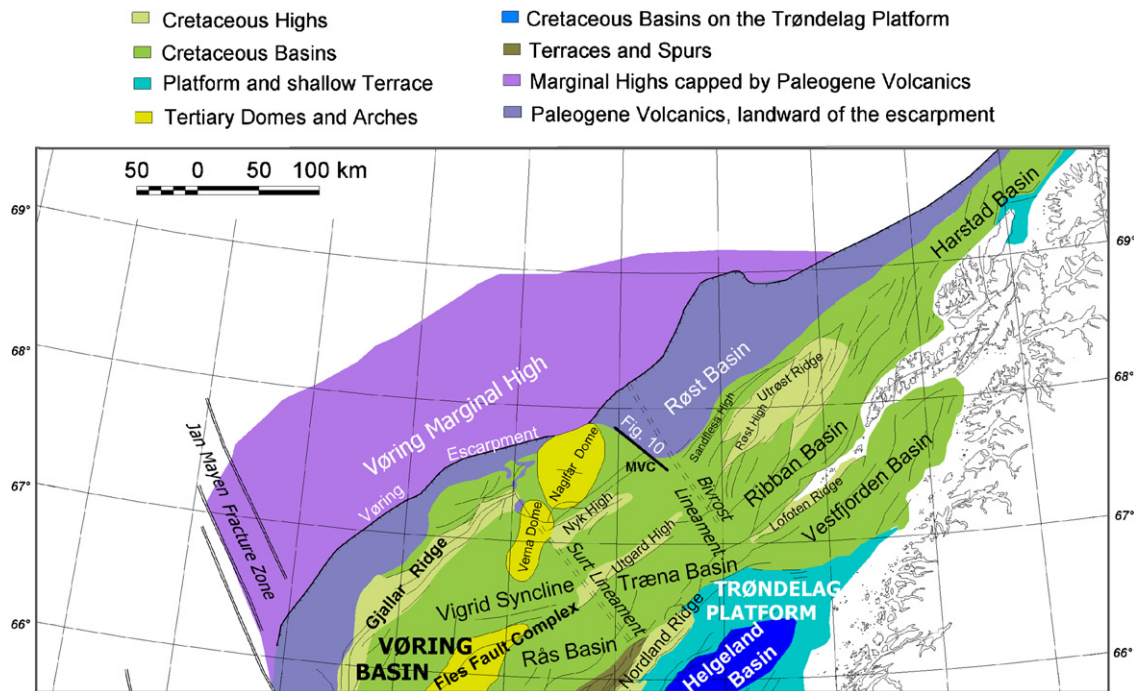 Cretaceous Highs
Cretaceous Basins
Platform and shallow Terrace
Tertiary Domes and Arches
Cretaceous Basins on the Trøndelag Platform
Terraces and Spurs
Marginal Highs capped by Paleogene Volcanics
Paleogene Volcanics, landward of the escarpment
50 0 50 100 km
69°
68°
67°
66°
69°
68°
67°
66°
Harstad Basin
Røst Basin
Utrøst Ridge
Røst High
Sandfless High
Vøring Marginal High
Vøring Escarpment
Fig. 10
MVC
Jan Mayen Fracture Zone
Naglfar Dome
Vema Dome
Nyk High
Utgard High
Bivrost Lineament
Surt Lineament
Ribban Basin
Lofoten Ridge
Vestfjorden Basin
Gjallar Ridge
Vigrid Syncline
Træna Basin
TRØNDELAG
PLATFORM
VØRING
BASIN
Fles Fault Complex
Rås Basin
Nordland Ridge
Helgeland
Basin